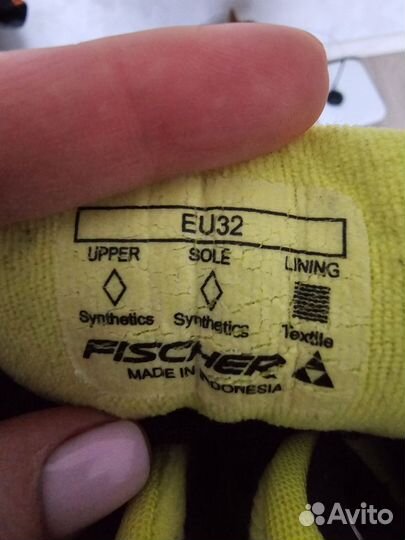 EU32
UPPER SOLE LINING
Synthetics Synthetics Textile
FISCHER
MADE IN INDONESIA
Avito